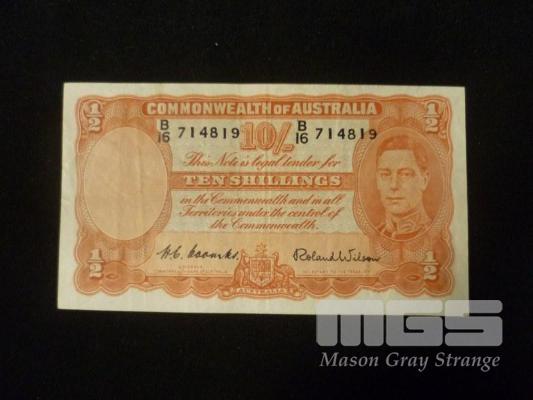 1/2
COMMONWEALTH OF AUSTRALIA
B/16 714819
10/-
B/16 714819
This Note is legal tender for
TEN SHILLINGS
in the Commonwealth and in all
Territories under the control of
the Commonwealth.
H.C. Coombs.
Roland Wilson
1/2
1/2
AUSTRALIA
MGS
Mason Gray Strange